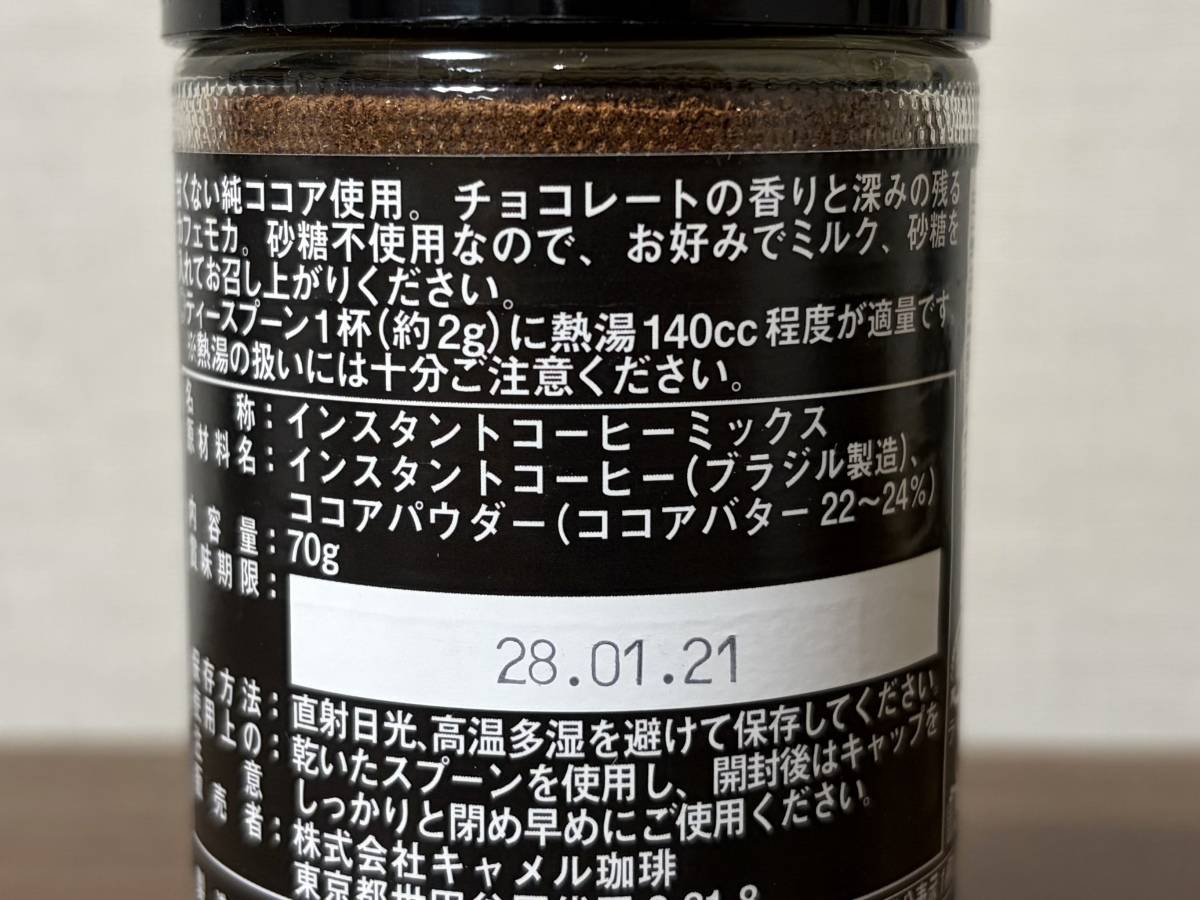 甘くない純ココア使用。チョコレートの香りと深みの残る
カフェモカ。砂糖不使用なので、お好みでミルク、砂糖を
入れてお召し上がりください。
ティースプーン1杯(約2g)に熱湯140cc程度が適量です。
※熱湯の扱いには十分ご注意ください。
名称：インスタントコーヒーミックス
原材料名：インスタントコーヒー(ブラジル製造)、
ココアパウダー(ココアバター22〜24%)
内容量：70g
賞味期限：
28.01.21
保存方法：直射日光、高温多湿を避けて保存してください。
使用上の注意：乾いたスプーンを使用し、開封後はキャップを
しっかりと閉め早めにご使用ください。
販売者：株式会社キャメル珈琲
東京都世田谷区代田2-31-8